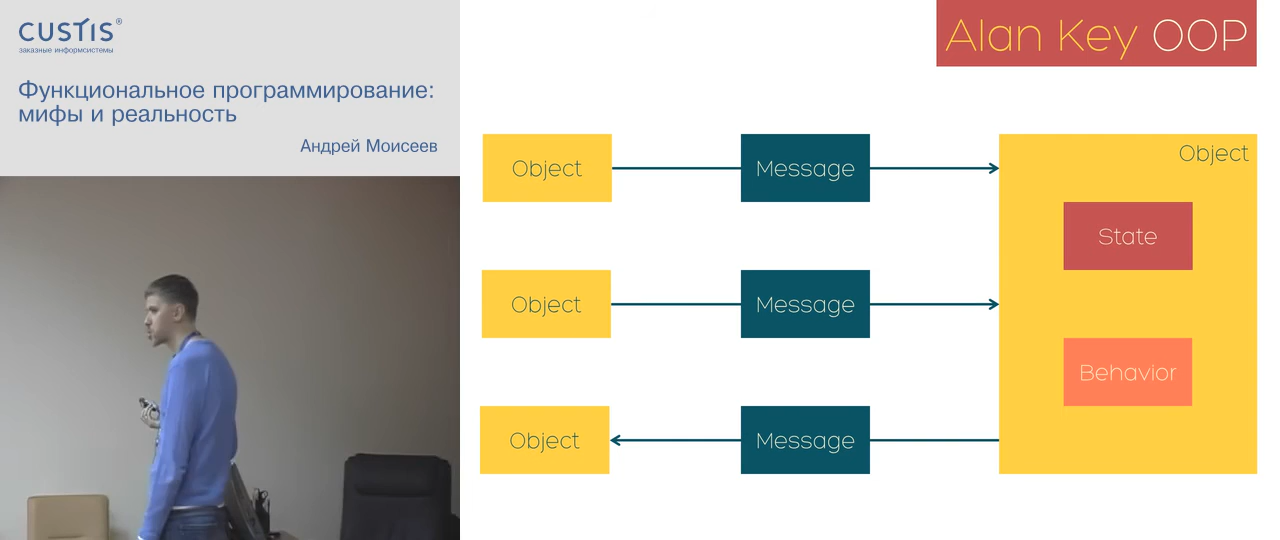 CUSTIS®
заказные информсистемы
Функциональное программирование:
мифы и реальность
Андрей Моисеев
Alan Key OOP
Object
Message
Object
State
Object
Message
Behavior
Object
Message